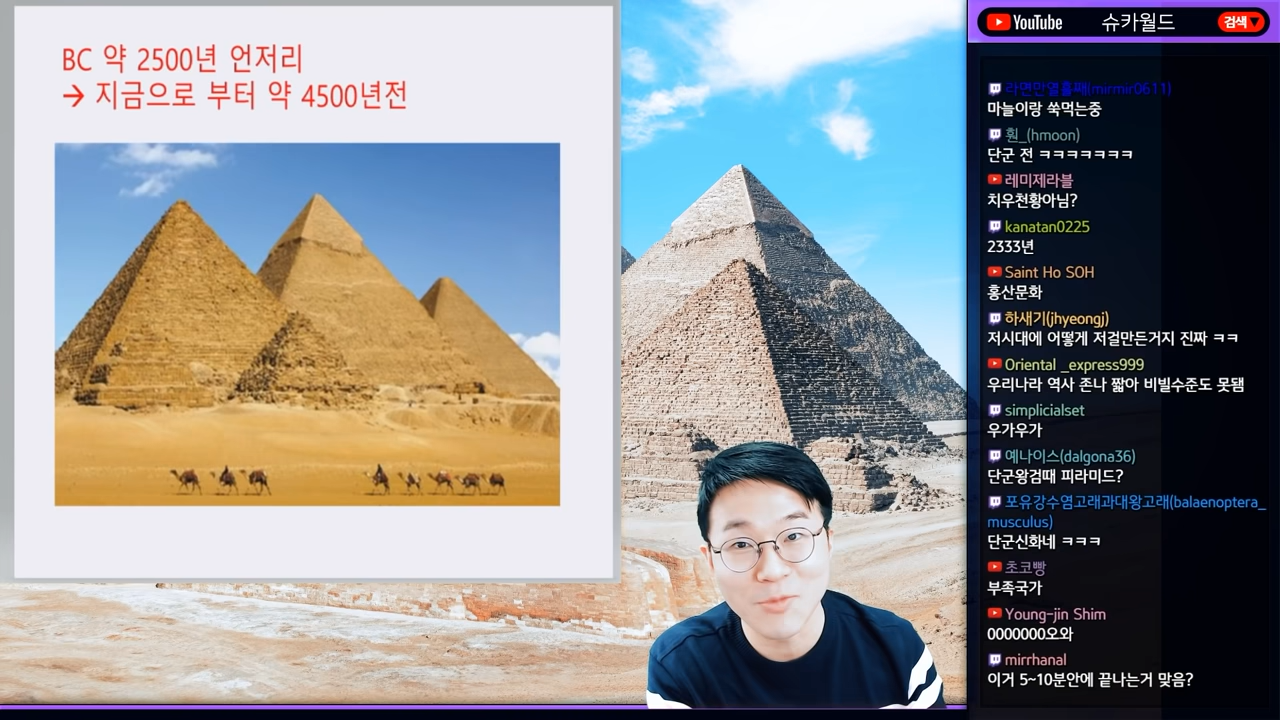 BC 약 2500년 언저리
→ 지금으로 부터 약 4500년전
YouTube 슈카월드 검색▼
라면만열흘째(mirmir0611)
마늘이랑 쑥먹는중
훤_(hmoon)
단군 전 ㅋㅋㅋㅋㅋㅋㅋ
레미제라블
치우천황아님?
kanatan0225
2333년
Saint Ho SOH
홍산문화
하새기(jhyeongj)
저시대에 어떻게 저걸만든거지 진짜 ㅋㅋ
Oriental _express999
우리나라 역사 존나 짧아 비빌수준도 못됌
simplicialset
우가우가
예나이스(dalgona36)
단군왕검때 피라미드?
포유강수염고래과대왕고래(balaenoptera_
musculus)
단군신화네 ㅋㅋㅋ
초코빵
부족국가
Young-jin Shim
0000000오와
mirrhanal
이거 5~10분안에 끝나는거 맞음?